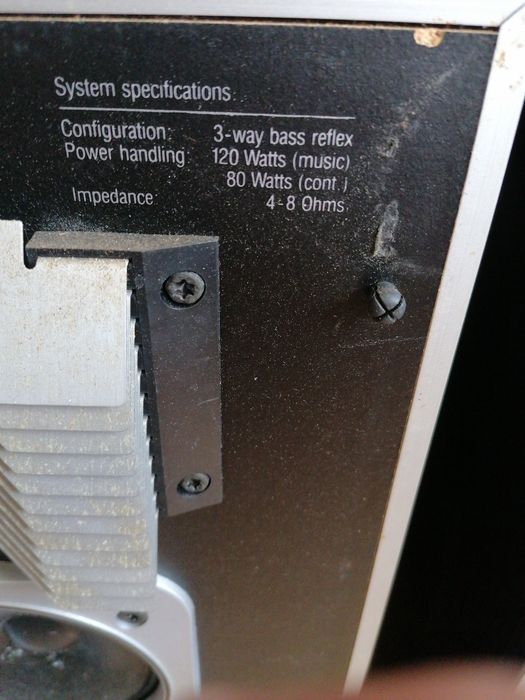 System specifications
Configuration: 3-way bass reflex
Power handling 120 Watts (music)
80 Watts (cont.)
Impedance 4-8 Ohms